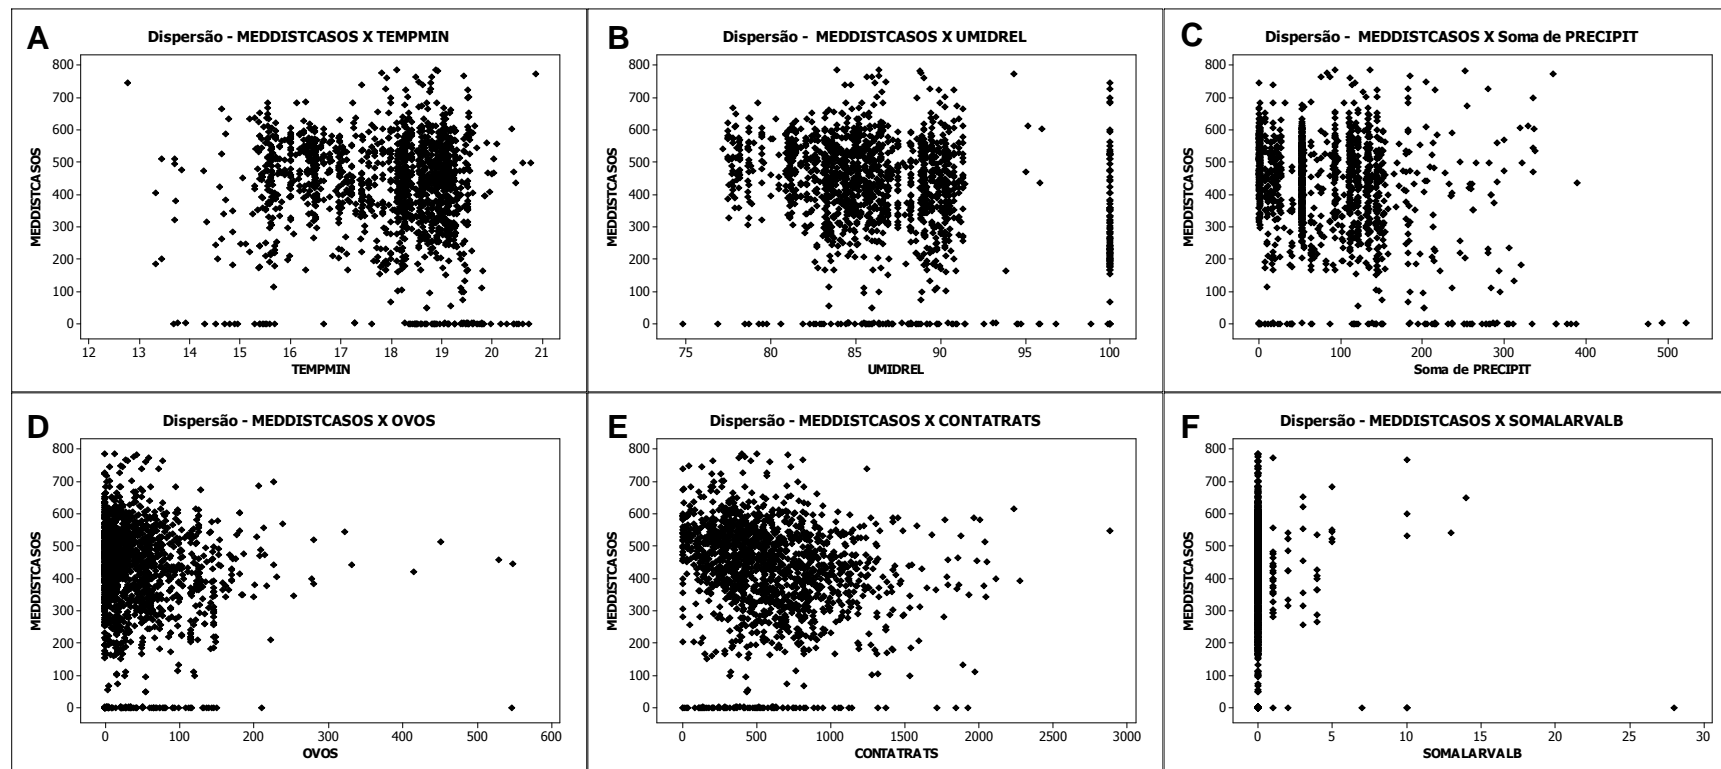 A
Dispersão - MEDDISTCASOS X TEMPMIN
MEDDISTCASOS
800
700
600
500
400
300
200
100
0
12 13 14 15 16 17 18 19 20 21
TEMPMIN
B
Dispersão - MEDDISTCASOS X UMIDREL
MEDDISTCASOS
800
700
600
500
400
300
200
100
0
75 80 85 90 95 100
UMIDREL
C
Dispersão - MEDDISTCASOS X Soma de PRECIPIT
MEDDISTCASOS
800
700
600
500
400
300
200
100
0
0 100 200 300 400 500
Soma de PRECIPIT
D
Dispersão - MEDDISTCASOS X OVOS
MEDDISTCASOS
800
700
600
500
400
300
200
100
0
0 100 200 300 400 500 600
OVOS
E
Dispersão - MEDDISTCASOS X CONTATRATS
MEDDISTCASOS
800
700
600
500
400
300
200
100
0
0 500 1000 1500 2000 2500 3000
CONTATRATS
F
Dispersão - MEDDISTCASOS X SOMALARVALB
MEDDISTCASOS
800
700
600
500
400
300
200
100
0
0 5 10 15 20 25 30
SOMALARVALB